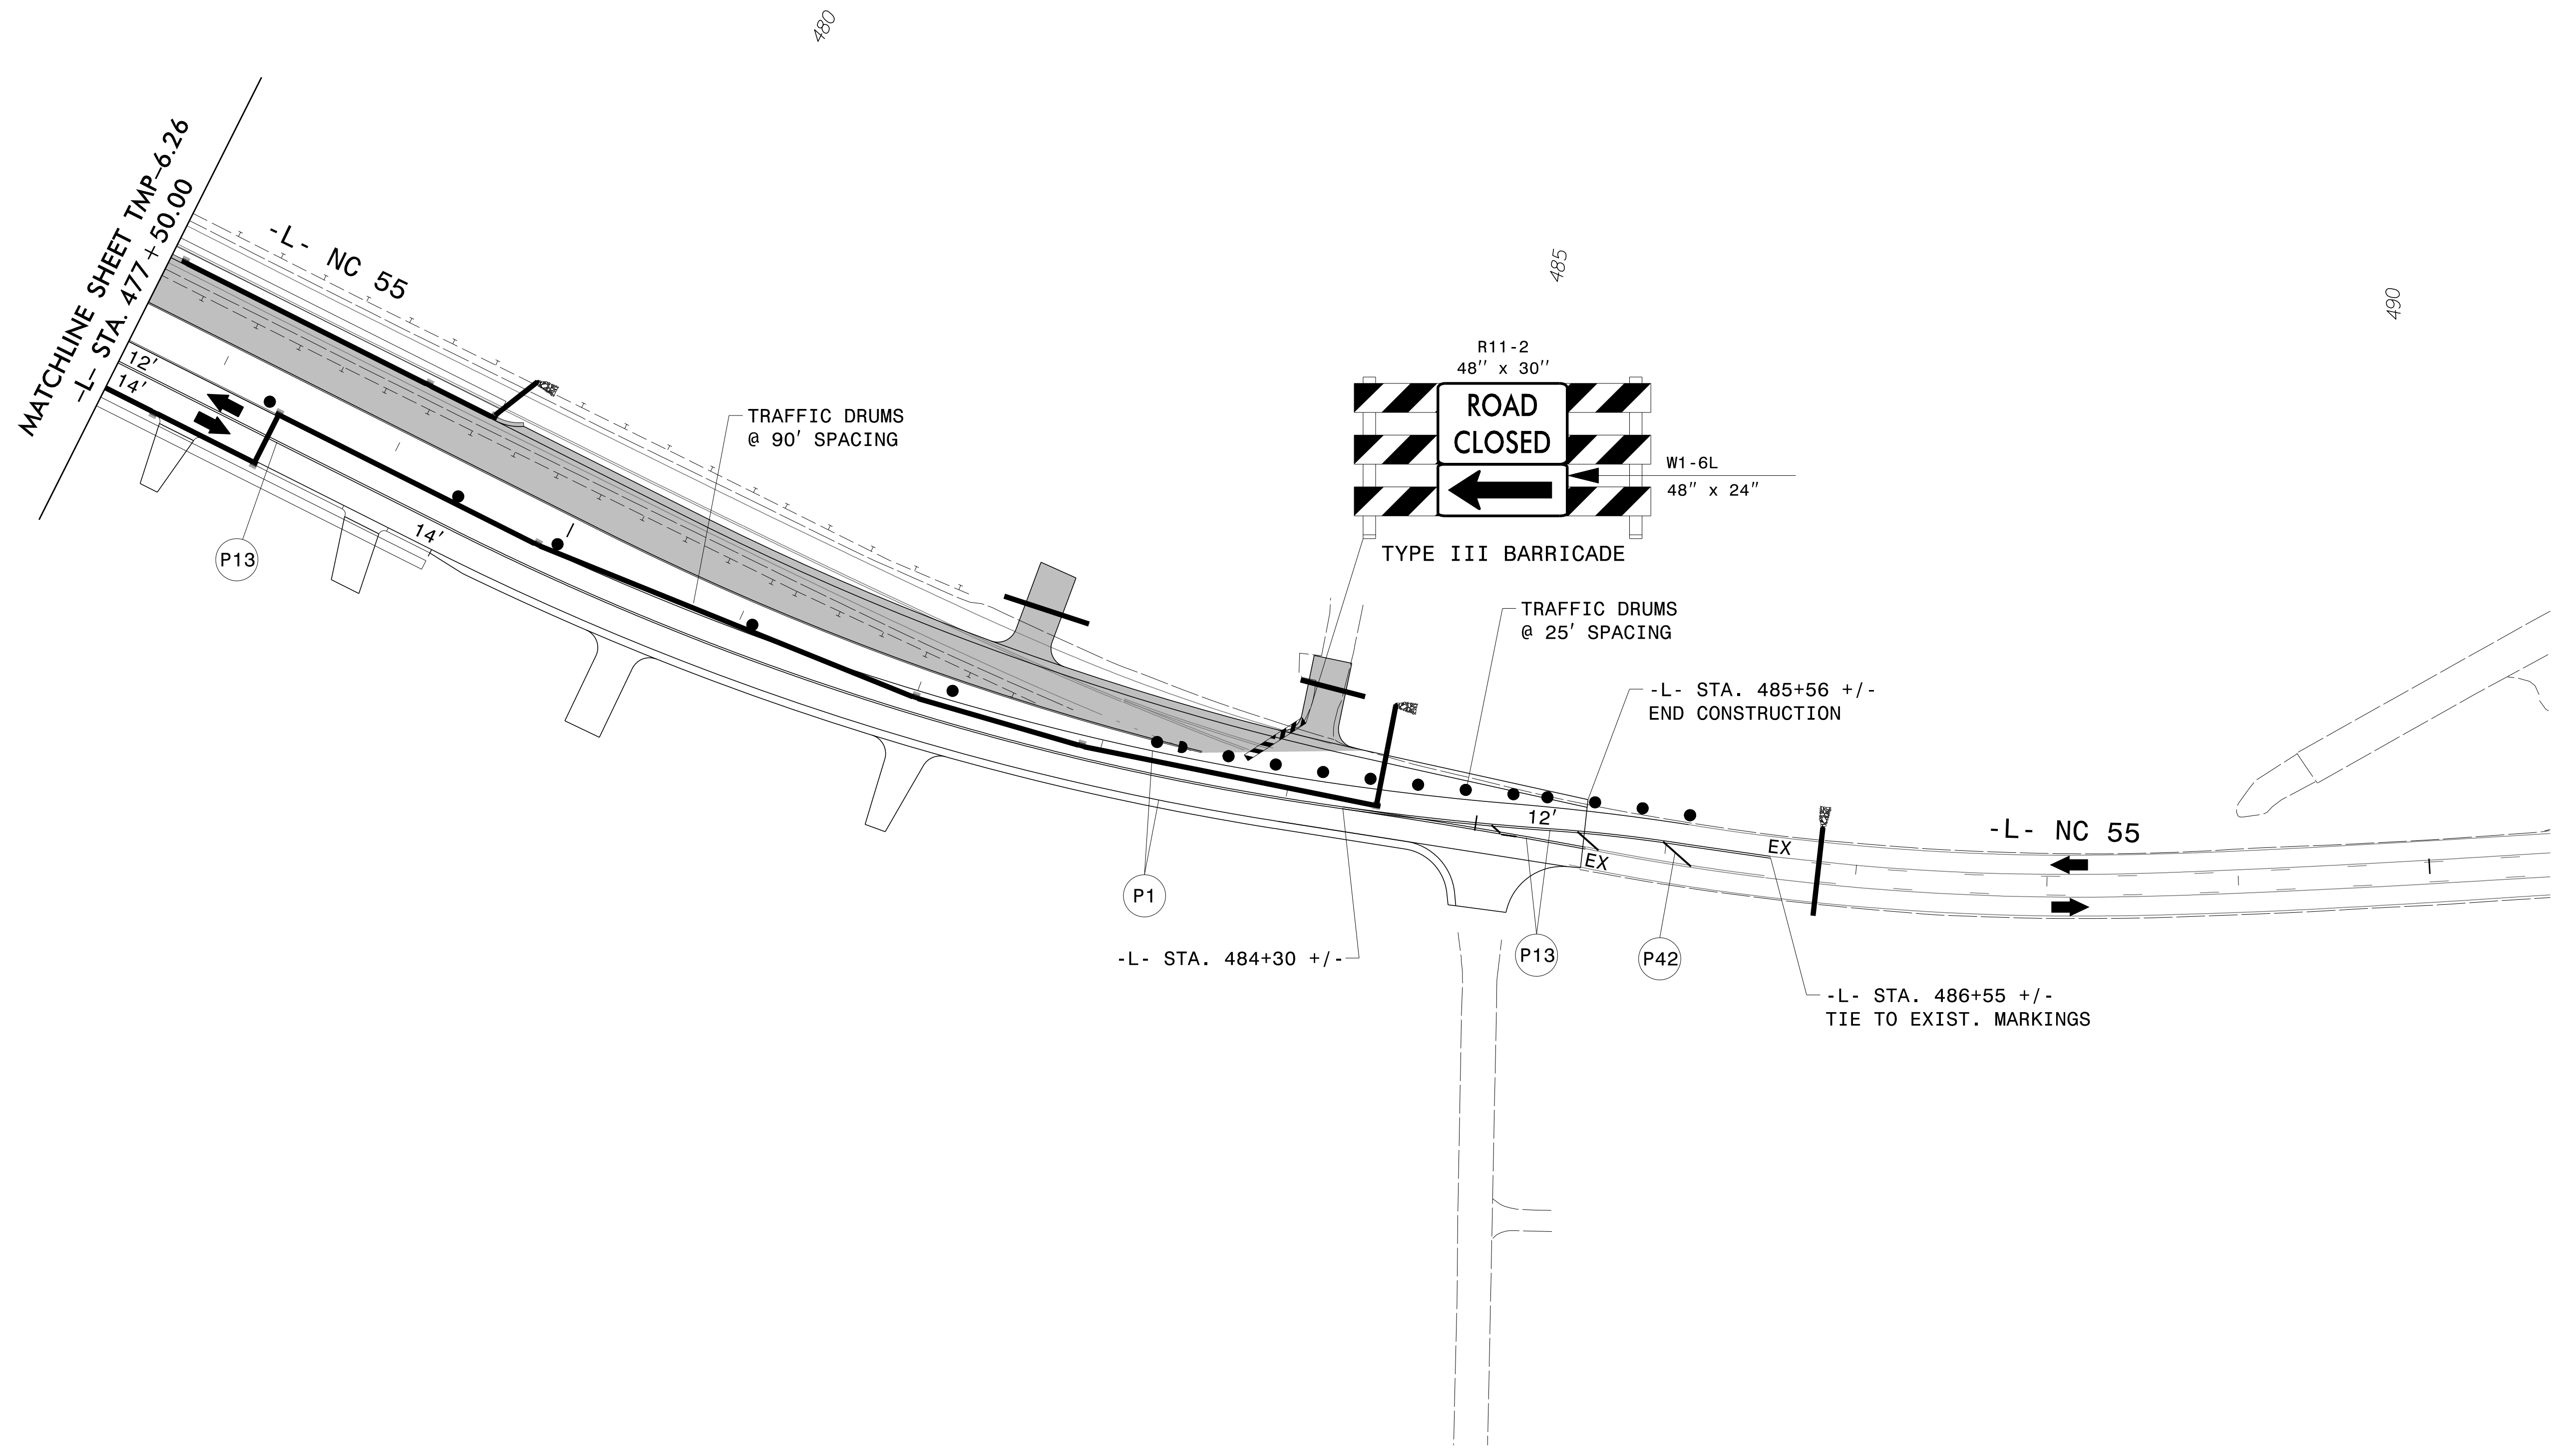 480
MATCHLINE SHEET TMP-6.26
-L- STA. 477+50.00
-L- NC 55
485
490
R11-2
48" x 30"
ROAD
CLOSED
W1-6L
48" x 24"
TYPE III BARRICADE
12'
14'
TRAFFIC DRUMS
@ 90' SPACING
14'
P13
TRAFFIC DRUMS
@ 25' SPACING
-L- STA. 485+56 +/-
END CONSTRUCTION
12'
EX
EX
-L- NC 55
P1
-L- STA. 484+30 +/-
P13
P42
-L- STA. 486+55 +/-
TIE TO EXIST. MARKINGS